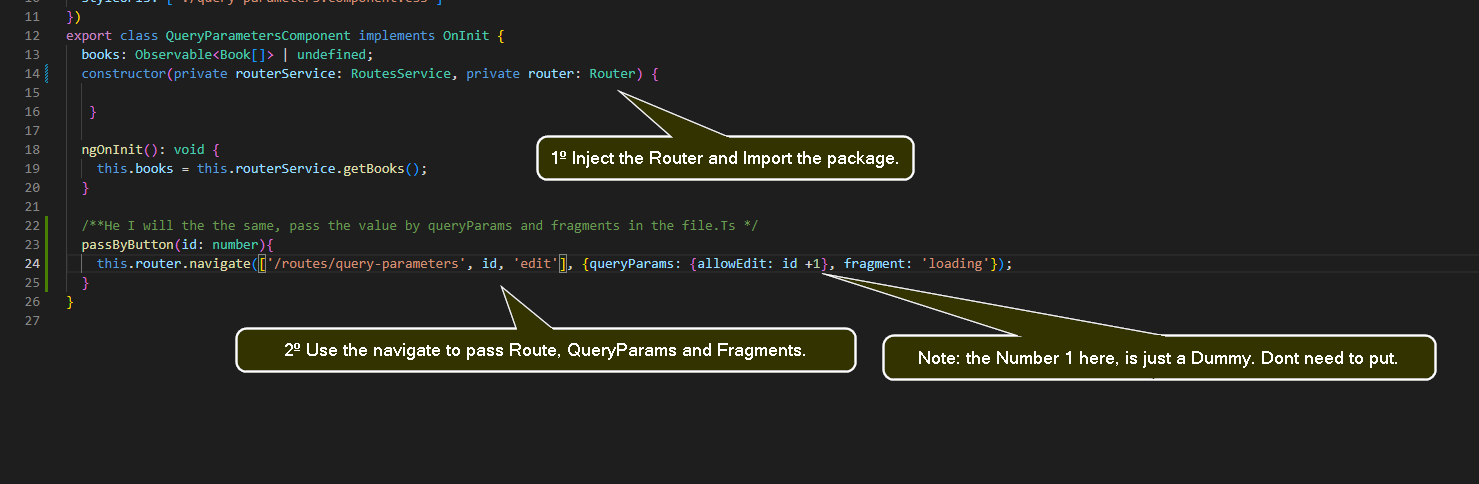 11 })
12 export class QueryParametersComponent implements OnInit {
13 books: Observable<Book[]> | undefined;
14 constructor(private routerService: RoutesService, private router: Router) {
15
16 }
17
1º Inject the Router and Import the package.
18 ngOnInit(): void {
19 this.books = this.routerService.getBooks();
20 }
21
22 /**He I will the the same, pass the value by queryParams and fragments in the file.Ts */
23 passByButton(id: number){
24 this.router.navigate(['/routes/query-parameters', id, 'edit'], {queryParams: {allowEdit: id +1}, fragment: 'loading'});
25 }
26 }
27
2º Use the navigate to pass Route, QueryParams and Fragments.
Note: the Number 1 here, is just a Dummy. Dont need to put.